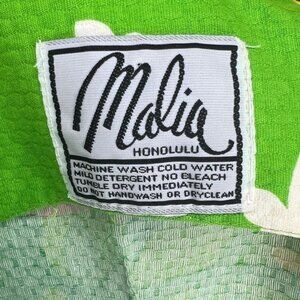 Malia
HONOLULU
MACHINE WASH COLD WATER
MILD DETERGENT NO BLEACH
TUMBLE DRY IMMEDIATELY
DO NOT HANDWASH OR DRYCLEAN